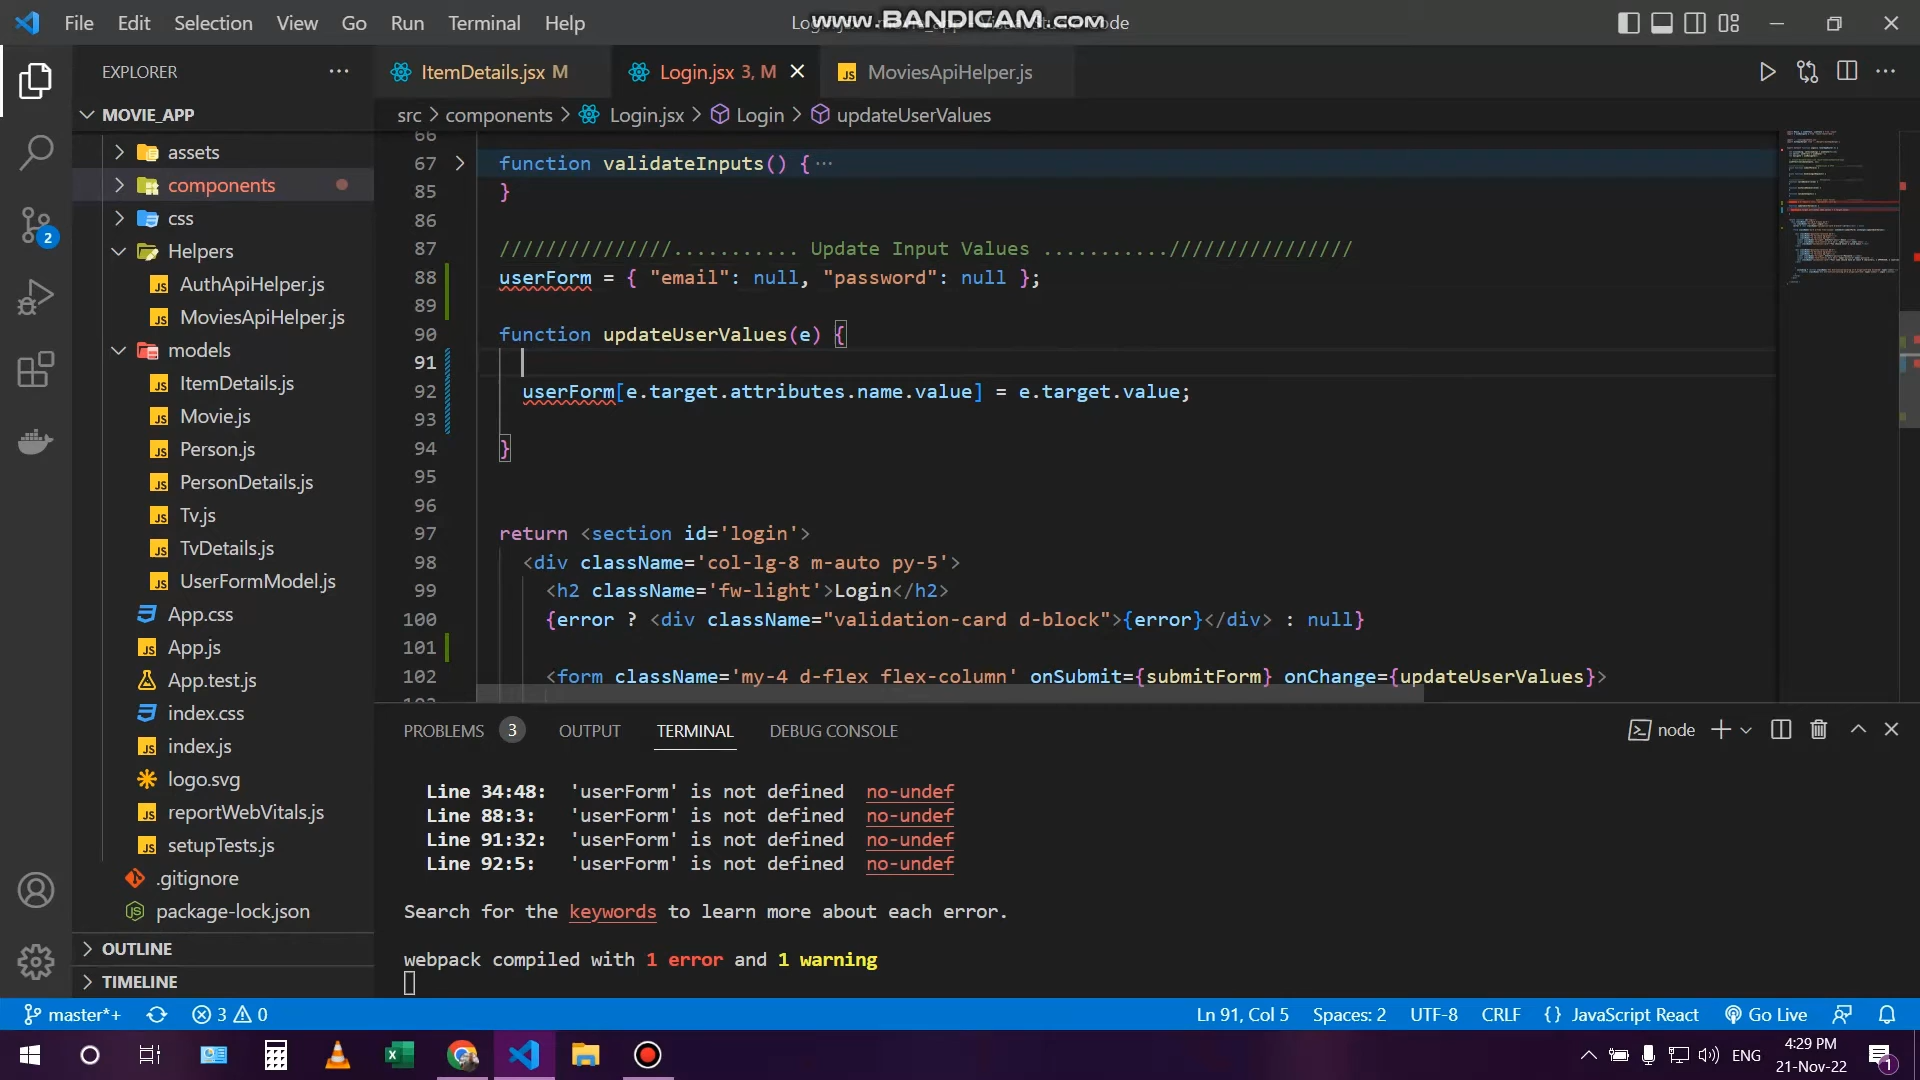 File Edit Selection View Go Run Terminal Help
www.BANDICAM.com
EXPLORER
MOVIE_APP
assets
components
css
Helpers
AuthApiHelper.js
MoviesApiHelper.js
models
ItemDetails.js
Movie.js
Person.js
PersonDetails.js
Tv.js
TvDetails.js
UserFormModel.js
App.css
App.js
App.test.js
index.css
index.js
logo.svg
reportWebVitals.js
setupTests.js
.gitignore
package-lock.json
OUTLINE
TIMELINE
2
ItemDetails.jsx M
Login.jsx 3, M
MoviesApiHelper.js
src > components > Login.jsx > Login > updateUserValues
66
67 function validateInputs() { ...
85 }
86
87 ///////////////........... Update Input Values ...........////////////////
88 userForm = { "email": null, "password": null };
89
90 function updateUserValues(e) {
91
92 userForm[e.target.attributes.name.value] = e.target.value;
93
94 }
95
96
97 return <section id='login'>
98 <div className='col-lg-8 m-auto py-5'>
99 <h2 className='fw-light'>Login</h2>
100 {error ? <div className="validation-card d-block">{error}</div> : null}
101
102 <form className='my-4 d-flex flex-column' onSubmit={submitForm} onChange={updateUserValues}>
PROBLEMS 3 OUTPUT TERMINAL DEBUG CONSOLE
node
Line 34:48: 'userForm' is not defined no-undef
Line 88:3: 'userForm' is not defined no-undef
Line 91:32: 'userForm' is not defined no-undef
Line 92:5: 'userForm' is not defined no-undef
Search for the keywords to learn more about each error.
webpack compiled with 1 error and 1 warning
master*+ 3 0
Ln 91, Col 5 Spaces: 2 UTF-8 CRLF {} JavaScript React Go Live
ENG
4:29 PM
21-Nov-22
1